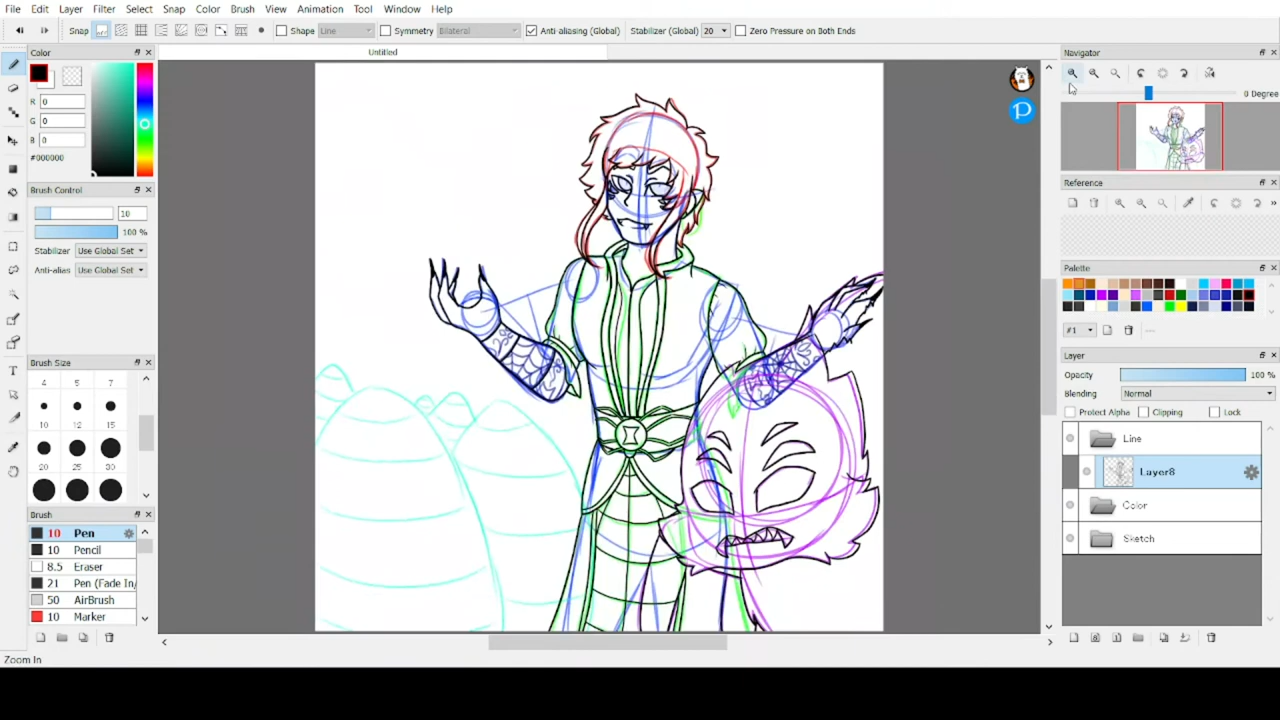 File Edit Layer Filter Select Snap Color Brush View Animation Tool Window Help
Snap Shape Line Symmetry Bilateral Anti-aliasing (Global) Stabilizer (Global) 20 Zero Pressure on Both Ends
Color
Untitled
Navigator
R 0
G 0
B 0
#000000
0 Degree
Brush Control
10
100 %
Stabilizer Use Global Set
Anti-alias Use Global Set
Reference
Palette
#1
Brush Size
4 5 7
10 12 15
20 25 30
Layer
Opacity 100 %
Blending Normal
Protect Alpha Clipping Lock
Line
Layer8
Color
Sketch
Brush
10 Pen
10 Pencil
8.5 Eraser
21 Pen (Fade In/
50 AirBrush
10 Marker
Zoom In